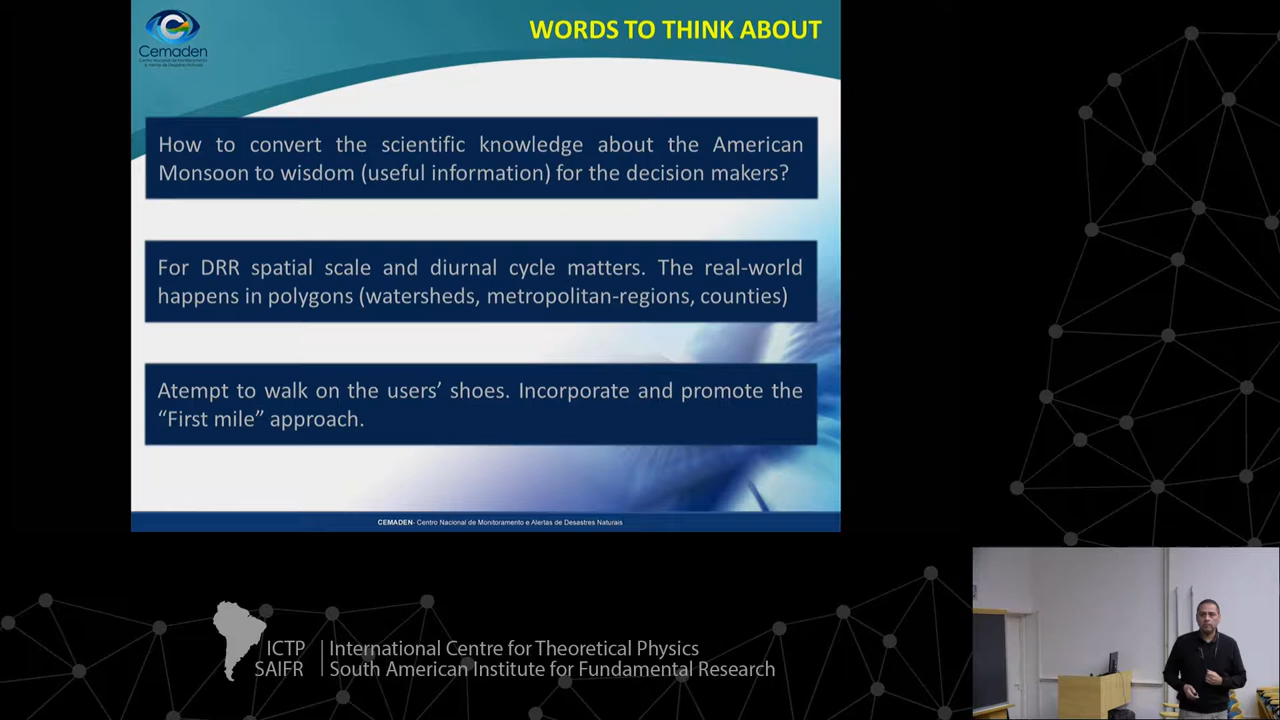 WORDS TO THINK ABOUT
Cemaden
How to convert the scientific knowledge about the American
Monsoon to wisdom (useful information) for the decision makers?
For DRR spatial scale and diurnal cycle matters. The real-world
happens in polygons (watersheds, metropolitan-regions, counties)
Atempt to walk on the users’ shoes. Incorporate and promote the
“First mile” approach.
CEMADEN- Centro Nacional de Monitoramento e Alertas de Desastres Naturais
ICTP
SAIFR
International Centre for Theoretical Physics
South American Institute for Fundamental Research